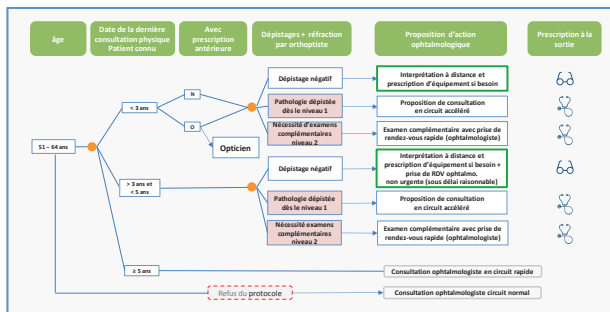 âge
Date de la dernière
consultation physique
Patient connu
Avec
prescription
antérieure
Dépistages + réfraction
par orthoptiste
Proposition d'action
ophtalmologique
Prescription à la
sortie
51 – 64 ans
< 3 ans
N
O
Opticien
Dépistage négatif
Interprétation à distance et
prescription d'équipement si besoin
Pathologie dépistée
dès le niveau 1
Proposition de consultation
en circuit accéléré
Nécessité d'examens
complémentaires
niveau 2
Examen complémentaire avec prise de
rendez-vous rapide (ophtalmologiste)
> 3 ans et
< 5 ans
Dépistage négatif
Interprétation à distance et
prescription d'équipement si besoin +
prise de RDV ophtalmo.
non urgente (sous délai raisonnable)
Pathologie dépistée
dès le niveau 1
Proposition de consultation
en circuit accéléré
Nécessité examens
complémentaires
niveau 2
Examen complémentaire avec prise de
rendez-vous rapide (ophtalmologiste)
≥ 5 ans
Consultation ophtalmologiste en circuit rapide
Refus du protocole
Consultation ophtalmologiste circuit normal